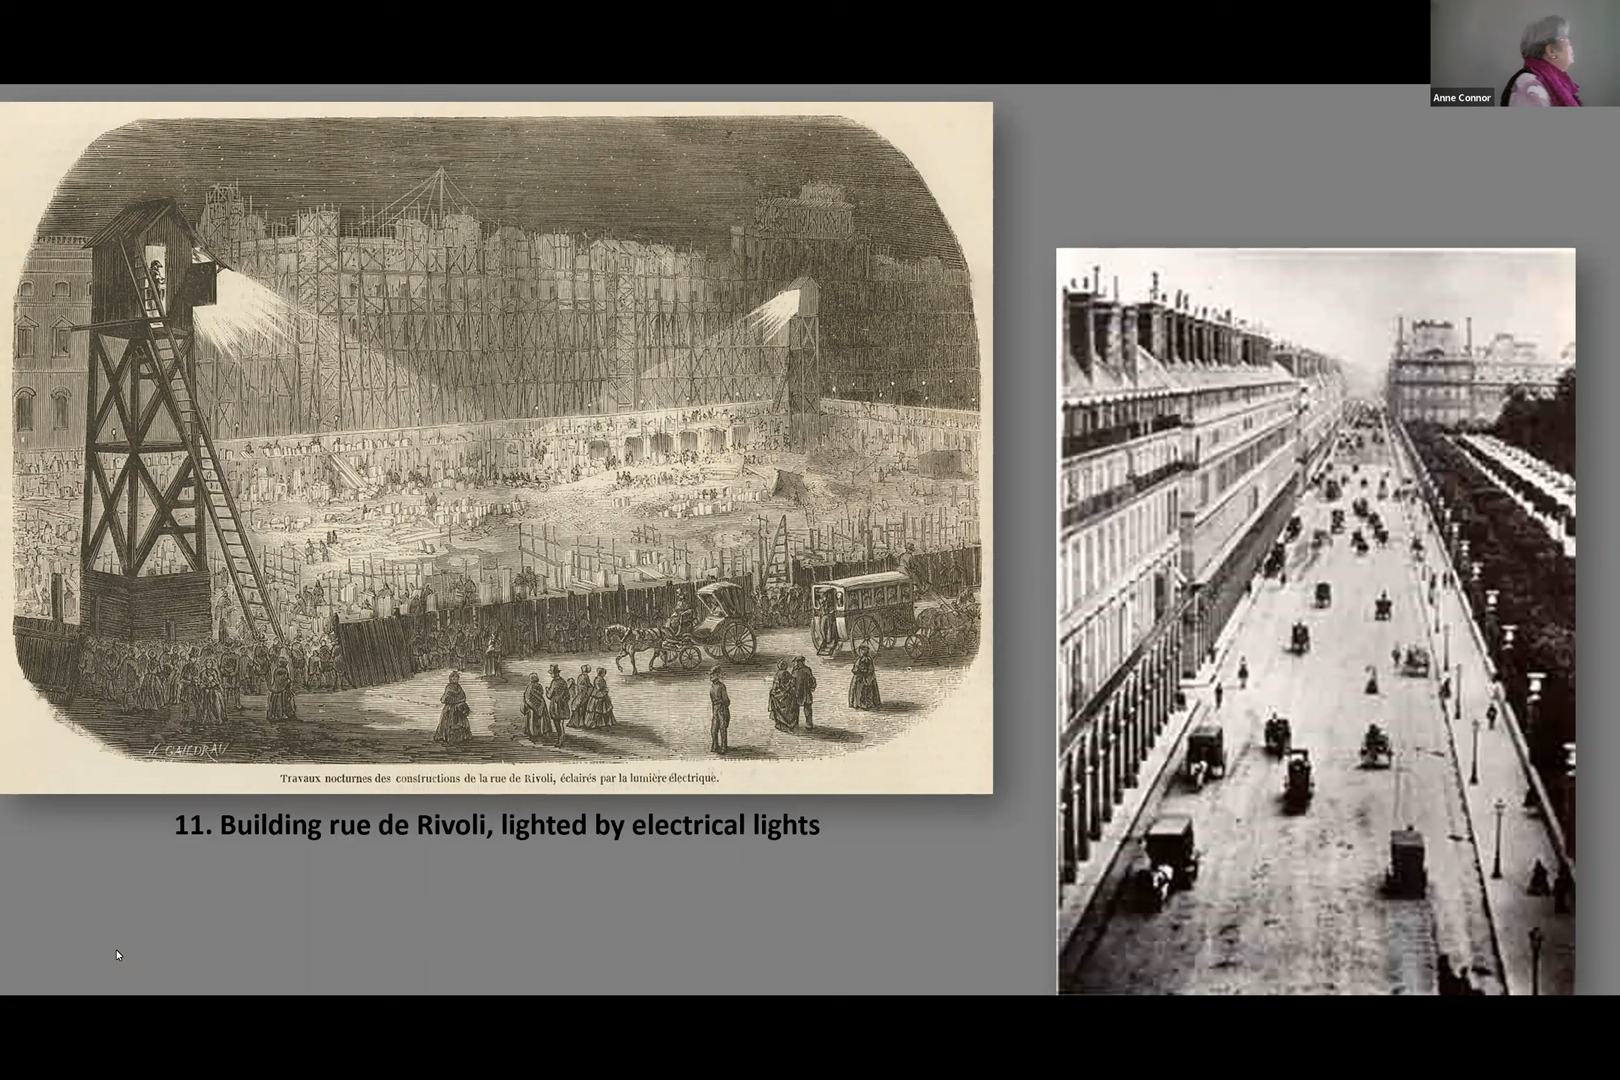 Anne Connor
J. GAILDRAU
Travaux nocturnes des constructions de la rue de Rivoli, éclairés par la lumière électrique.
11. Building rue de Rivoli, lighted by electrical lights